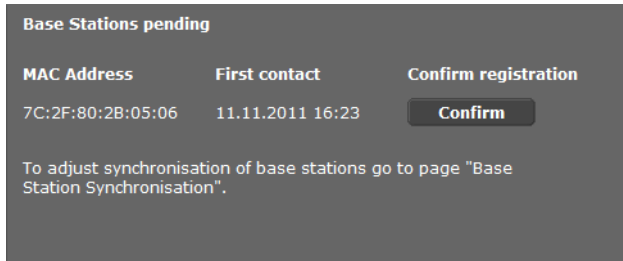 Base Stations pending
MAC Address First contact Confirm registration
7C:2F:80:2B:05:06 11.11.2011 16:23 Confirm
To adjust synchronisation of base stations go to page "Base
Station Synchronisation".